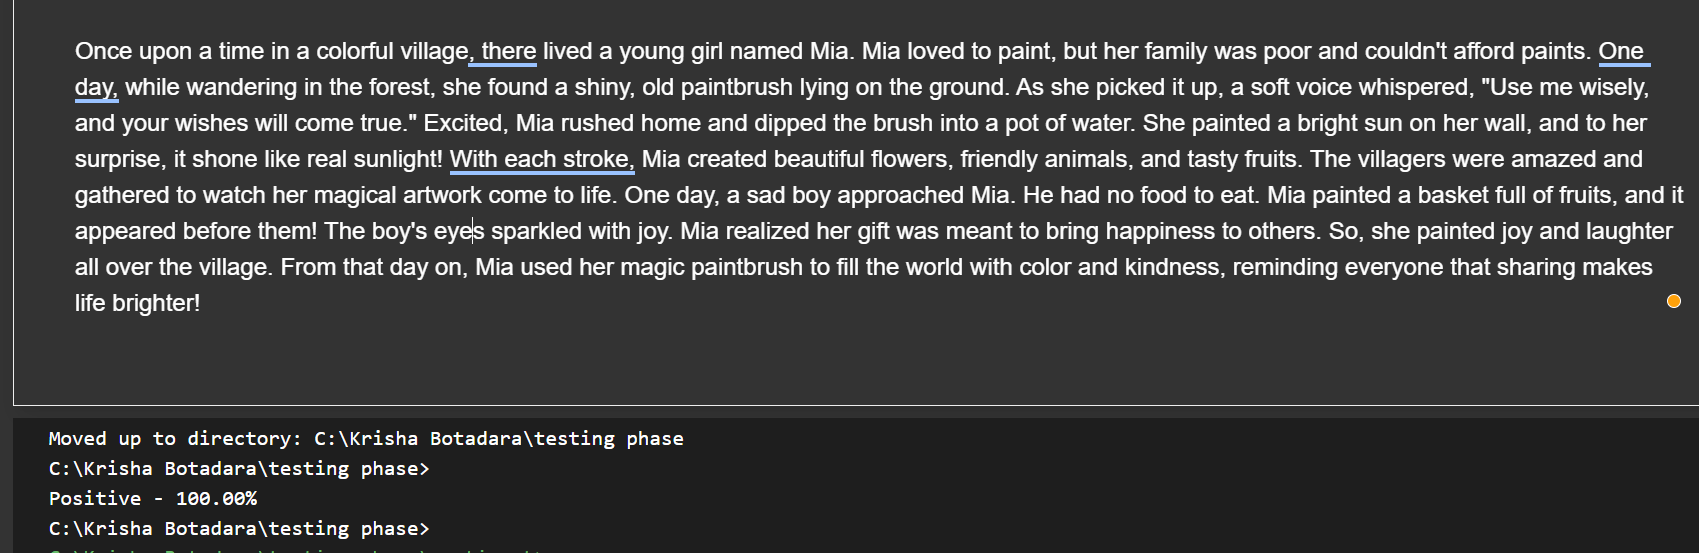 Once upon a time in a colorful village, there lived a young girl named Mia. Mia loved to paint, but her family was poor and couldn't afford paints. One
day, while wandering in the forest, she found a shiny, old paintbrush lying on the ground. As she picked it up, a soft voice whispered, "Use me wisely,
and your wishes will come true." Excited, Mia rushed home and dipped the brush into a pot of water. She painted a bright sun on her wall, and to her
surprise, it shone like real sunlight! With each stroke, Mia created beautiful flowers, friendly animals, and tasty fruits. The villagers were amazed and
gathered to watch her magical artwork come to life. One day, a sad boy approached Mia. He had no food to eat. Mia painted a basket full of fruits, and it
appeared before them! The boy's eyes sparkled with joy. Mia realized her gift was meant to bring happiness to others. So, she painted joy and laughter
all over the village. From that day on, Mia used her magic paintbrush to fill the world with color and kindness, reminding everyone that sharing makes
life brighter!
Moved up to directory: C:\Krisha Botadara\testing phase
C:\Krisha Botadara\testing phase>
Positive - 100.00%
C:\Krisha Botadara\testing phase>